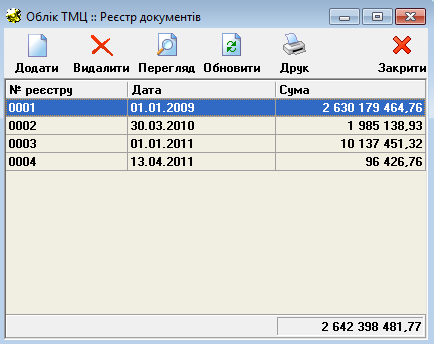 Облік ТМЦ :: Реєстр документів
Додати Видалити Перегляд Обновити Друк Закрити
№ реєстру Дата Сума
0001 01.01.2009 2 630 179 464,76
0002 30.03.2010 1 985 138,93
0003 01.01.2011 10 137 451,32
0004 13.04.2011 96 426,76
2 642 398 481,77